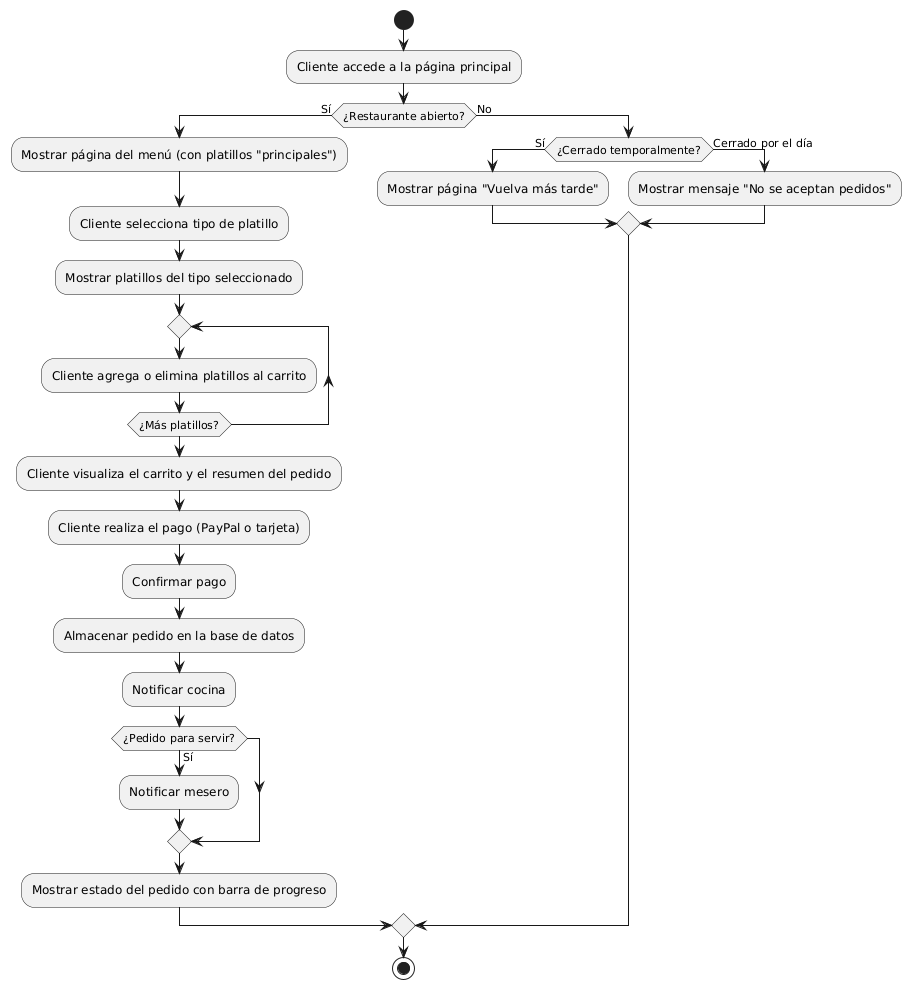 Cliente accede a la página principal
Sí
¿Restaurante abierto?
No
Mostrar página del menú (con platillos "principales")
Sí
¿Cerrado temporalmente?
Cerrado por el día
Mostrar página "Vuelva más tarde"
Mostrar mensaje "No se aceptan pedidos"
Cliente selecciona tipo de platillo
Mostrar platillos del tipo seleccionado
Cliente agrega o elimina platillos al carrito
¿Más platillos?
Cliente visualiza el carrito y el resumen del pedido
Cliente realiza el pago (PayPal o tarjeta)
Confirmar pago
Almacenar pedido en la base de datos
Notificar cocina
¿Pedido para servir?
Sí
Notificar mesero
Mostrar estado del pedido con barra de progreso